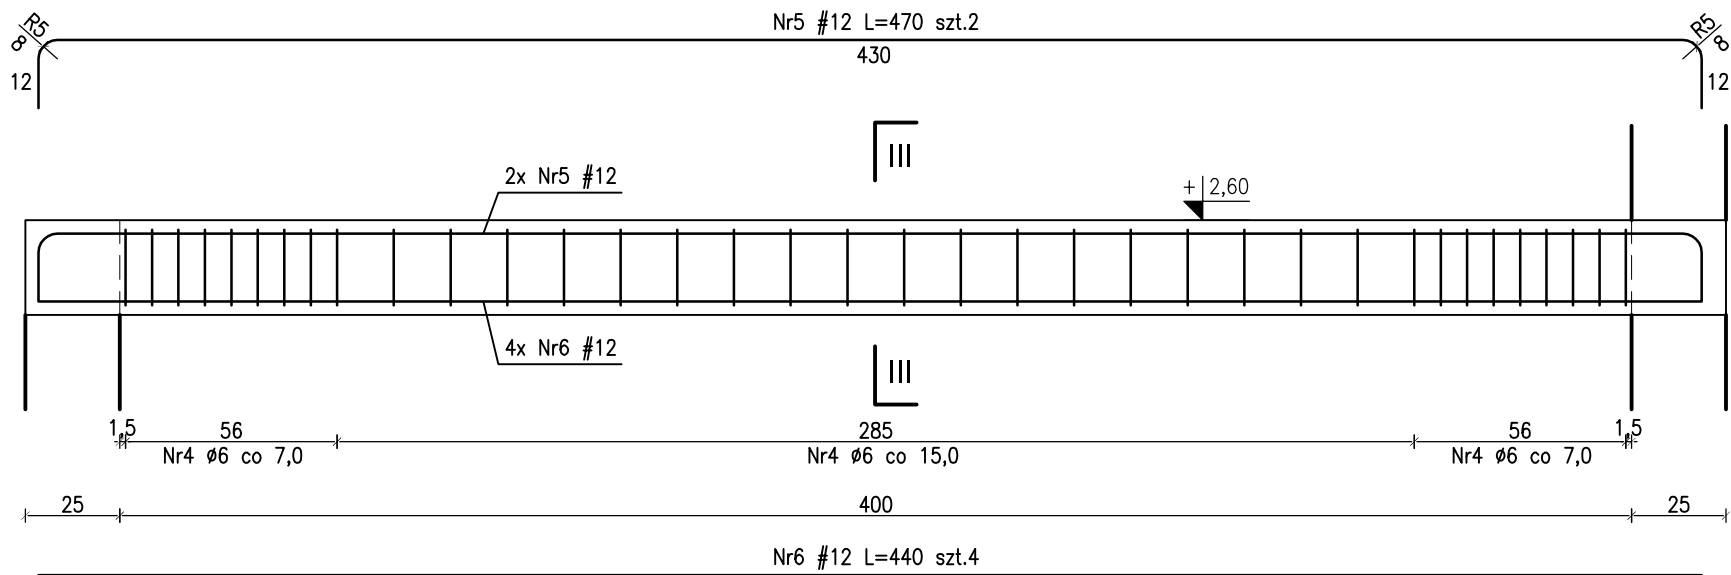 Nr5 #12 L=470 szt.2
R5
8
12
430
R5
8
12
III
2x Nr5 #12
+ 2,60
4x Nr6 #12
III
1,5
56
285
56
1,5
Nr4 ø6 co 7,0
Nr4 ø6 co 15,0
Nr4 ø6 co 7,0
25
400
25
Nr6 #12 L=440 szt.4